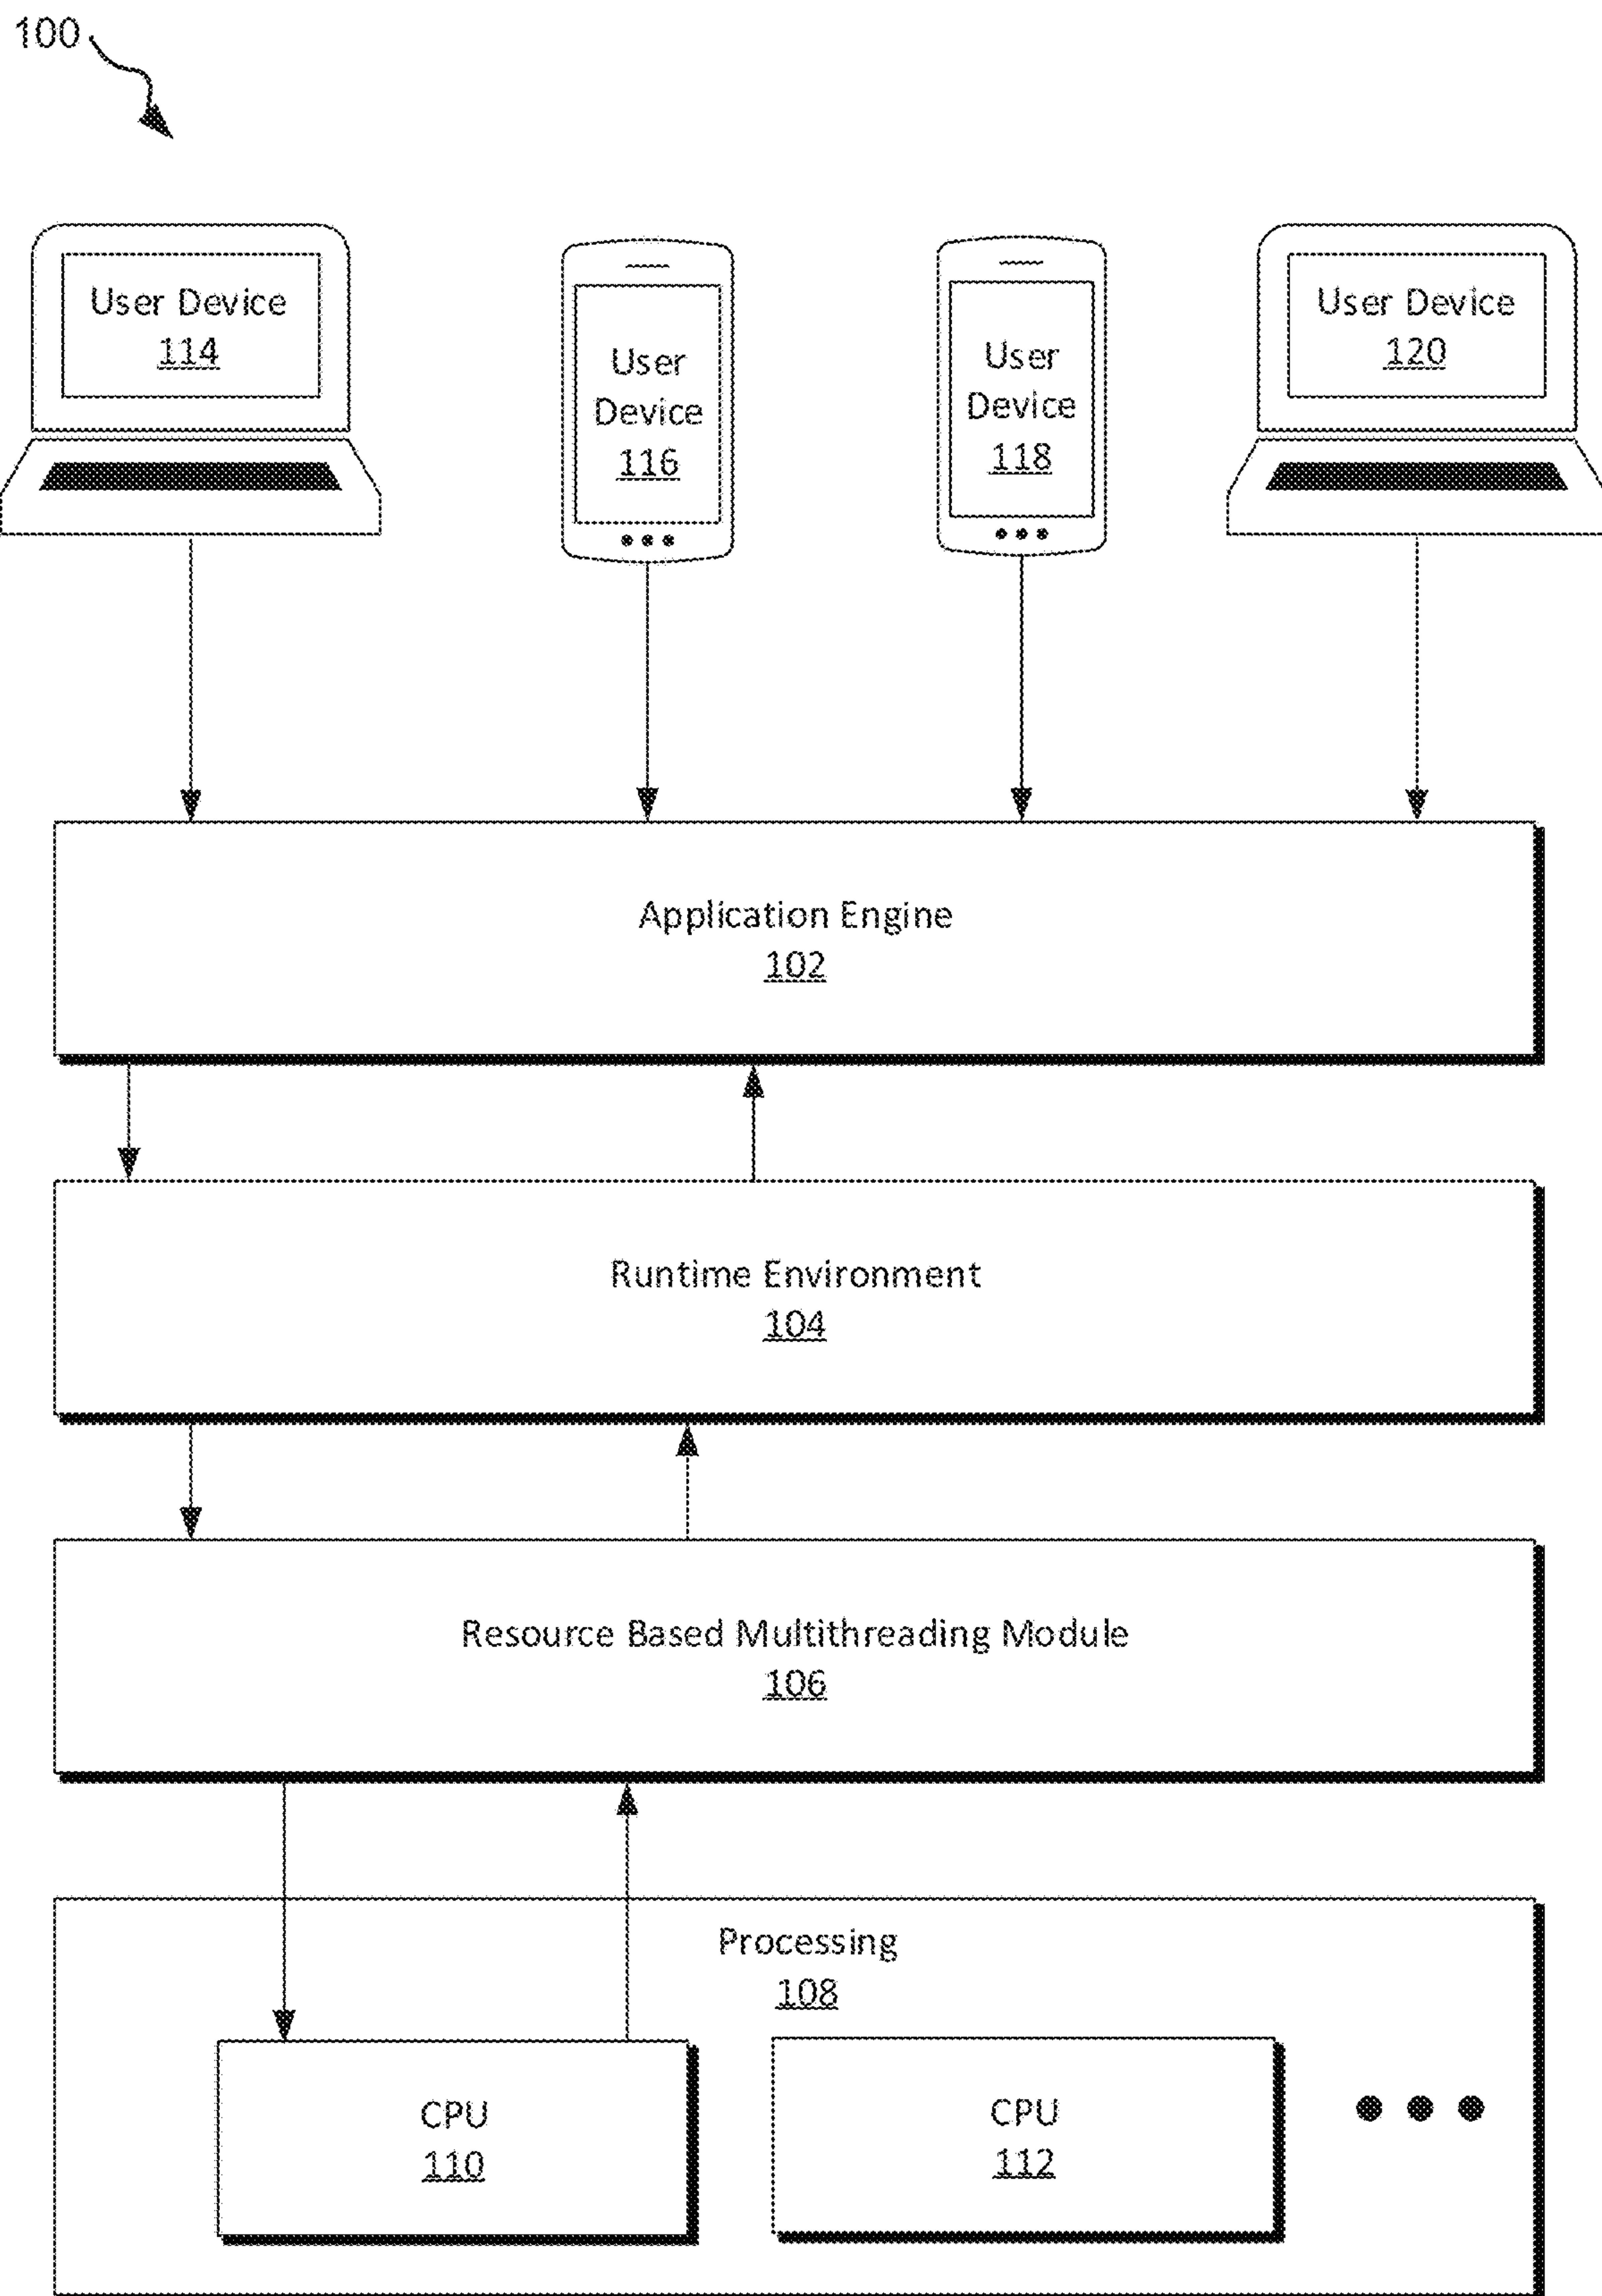 100
User Device
114
User
Device
116
User
Device
118
User Device
120
Application Engine
102
Runtime Environment
104
Resource Based Multithreading Module
106
Processing
108
CPU
110
CPU
112